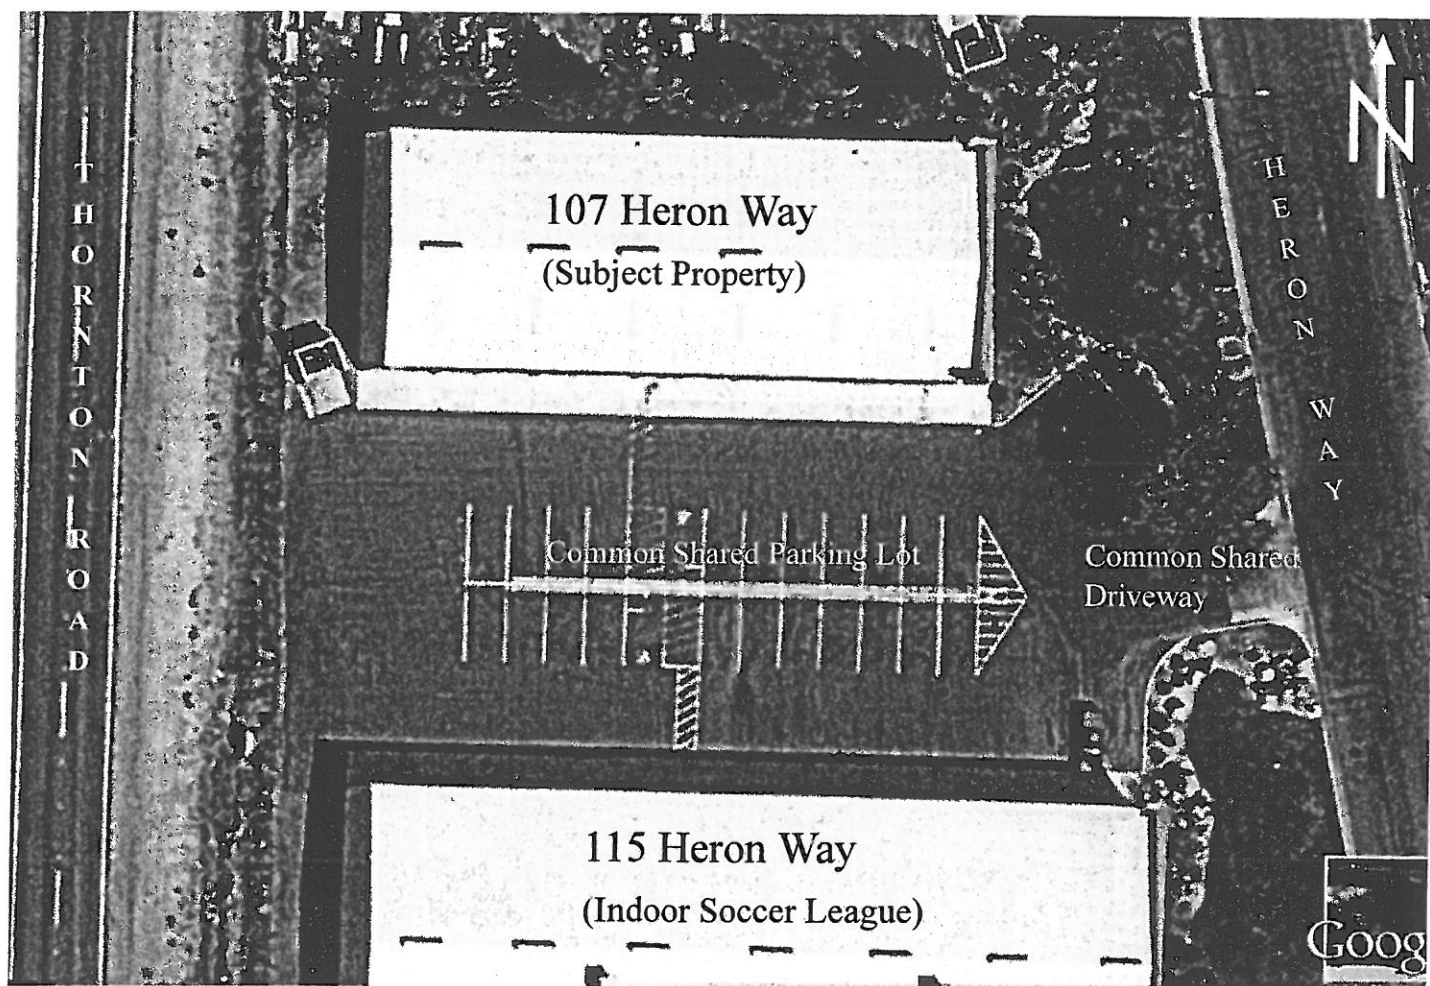 THORNTON ROAD
N
HERON WAY
107 Heron Way
(Subject Property)
Common Shared Parking Lot
Common Shared
Driveway
115 Heron Way
(Indoor Soccer League)
Goog